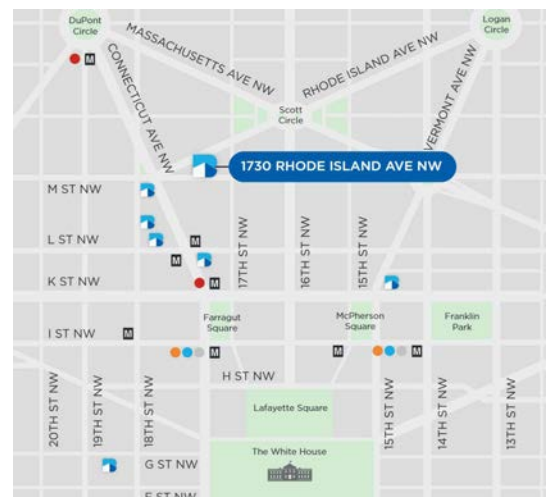 DuPont
Circle
Logan
Circle
MASSACHUSETTS AVE NW
RHODE ISLAND AVE NW
CONNECTICUT AVE NW
VERMONT AVE NW
M
Scott
Circle
1730 RHODE ISLAND AVE NW
M ST NW
L ST NW
M
M
17TH ST NW
16TH ST NW
15TH ST NW
K ST NW
M
Farragut
Square
McPherson
Square
Franklin
Park
I ST NW
M
M
M
M
H ST NW
20TH ST NW
19TH ST NW
18TH ST NW
15TH ST NW
14TH ST NW
13TH ST NW
Lafayette Square
The White House
G ST NW